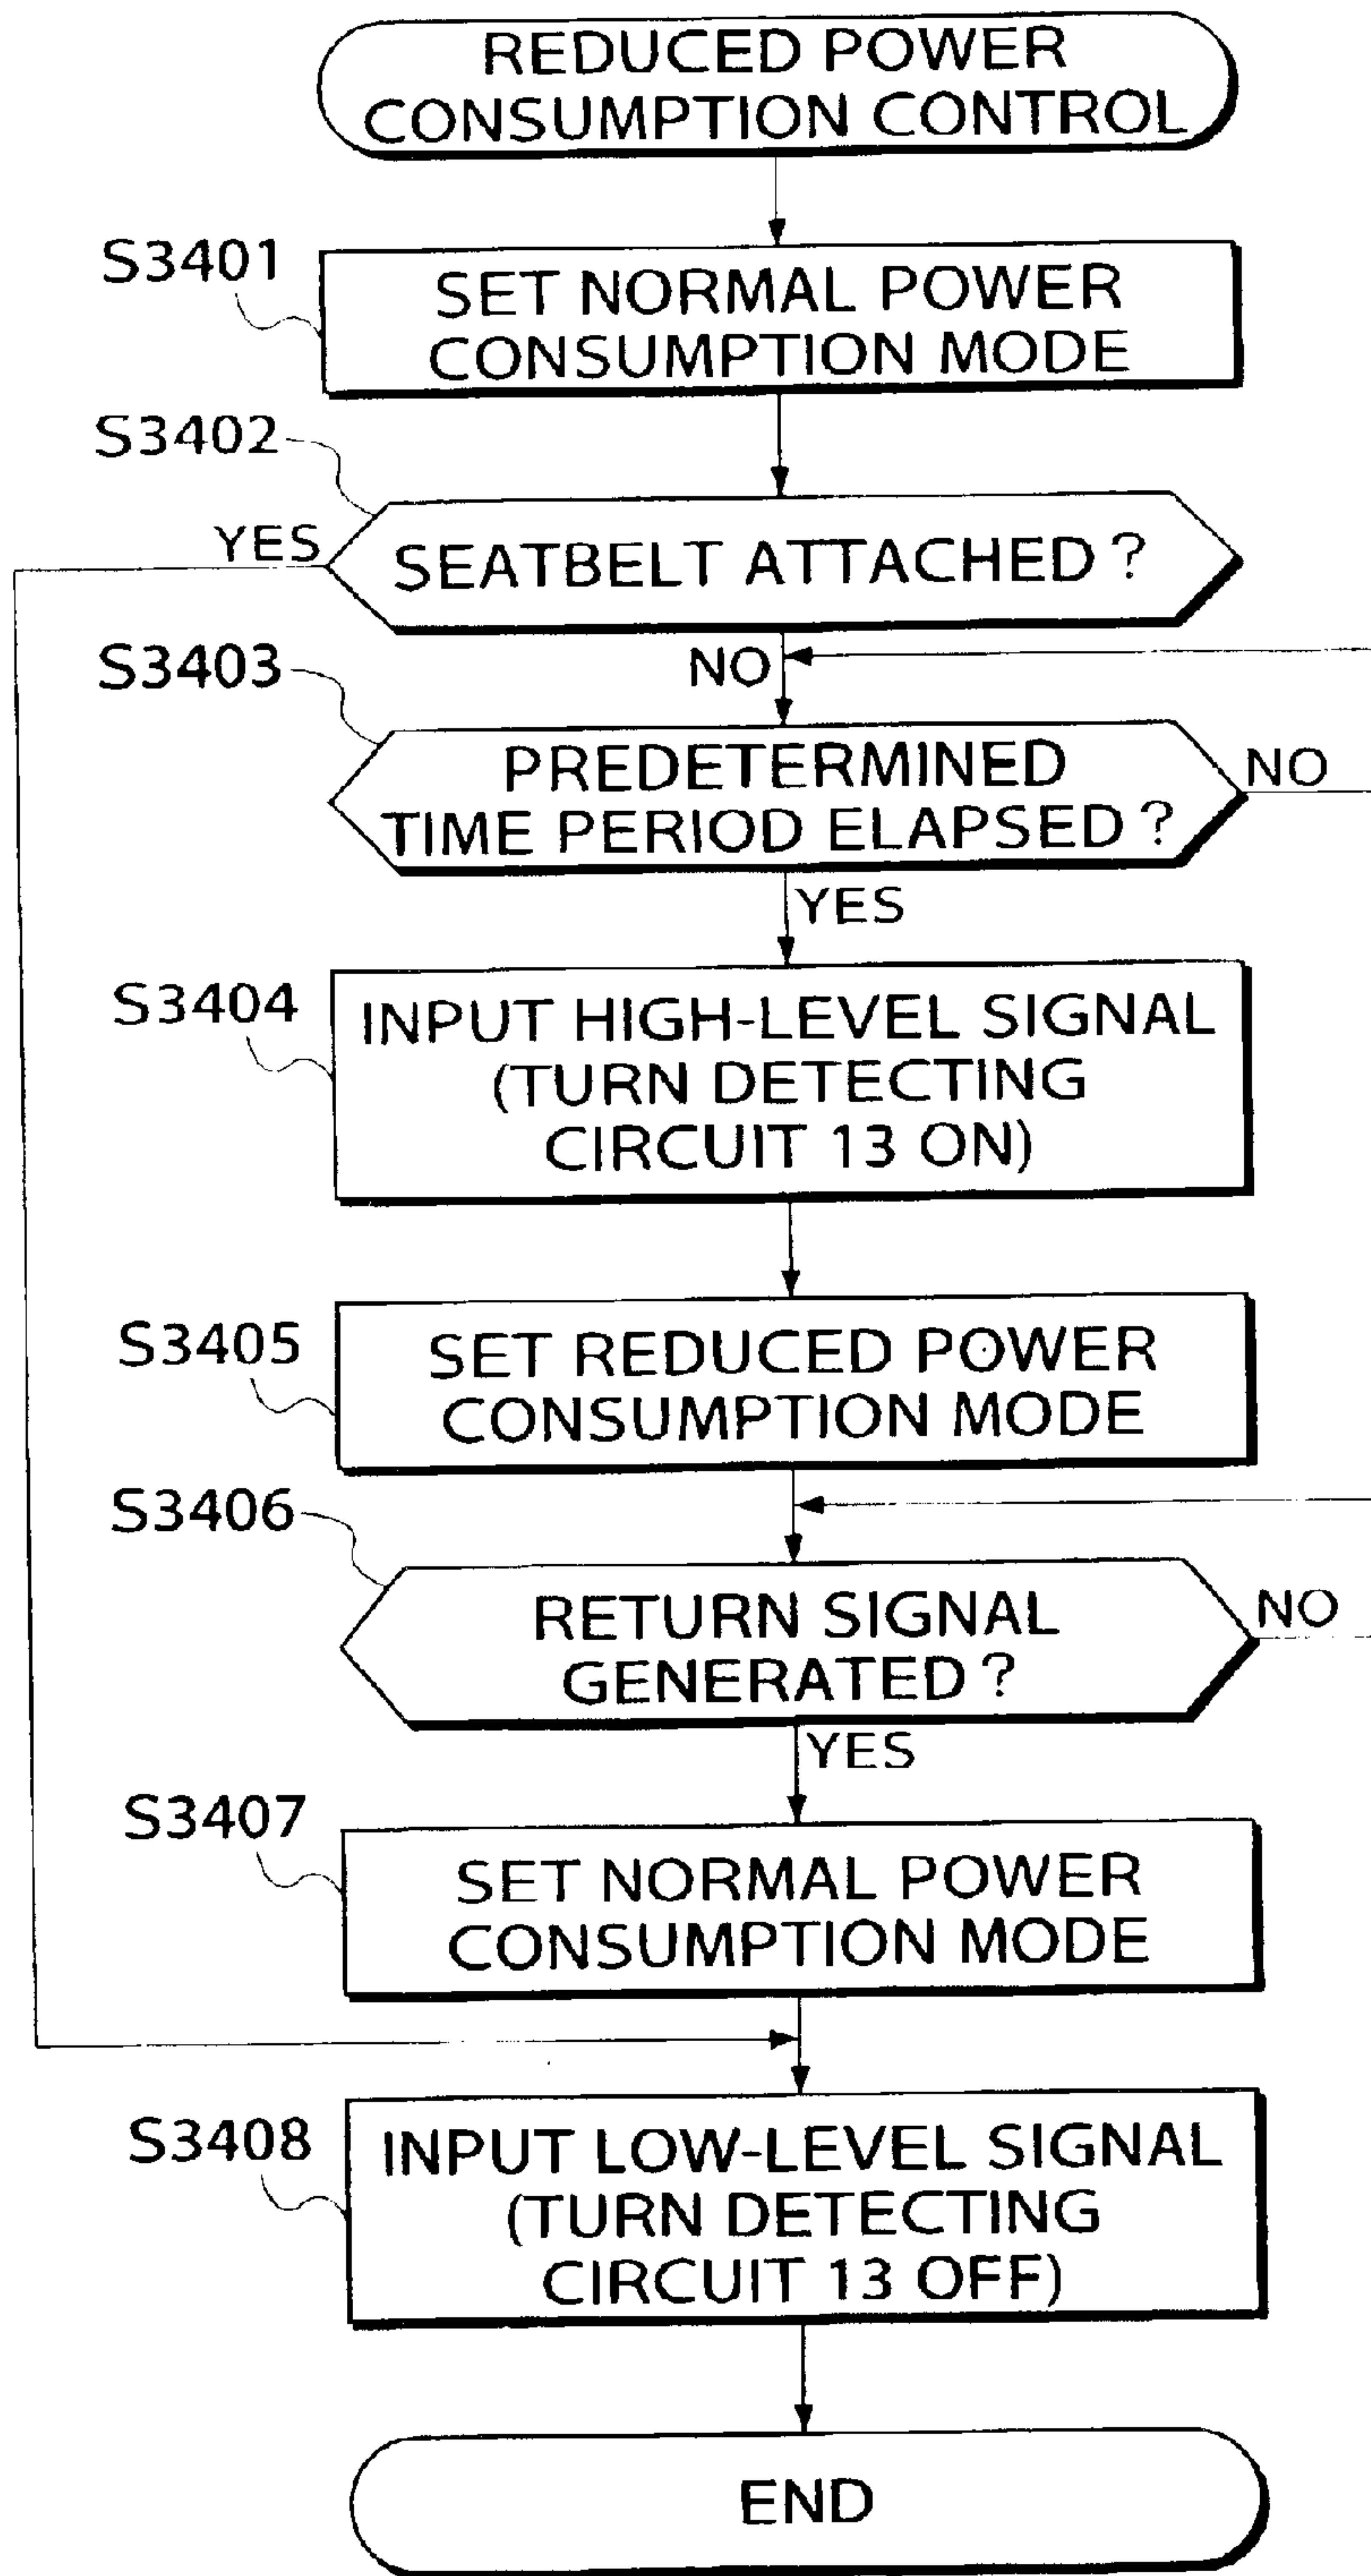 REDUCED POWER
CONSUMPTION CONTROL
S3401
SET NORMAL POWER
CONSUMPTION MODE
S3402
YES
SEATBELT ATTACHED?
NO
S3403
PREDETERMINED
TIME PERIOD ELAPSED?
NO
YES
S3404
INPUT HIGH-LEVEL SIGNAL
(TURN DETECTING
CIRCUIT 13 ON)
S3405
SET REDUCED POWER
CONSUMPTION MODE
S3406
RETURN SIGNAL
GENERATED?
NO
YES
S3407
SET NORMAL POWER
CONSUMPTION MODE
S3408
INPUT LOW-LEVEL SIGNAL
(TURN DETECTING
CIRCUIT 13 OFF)
END